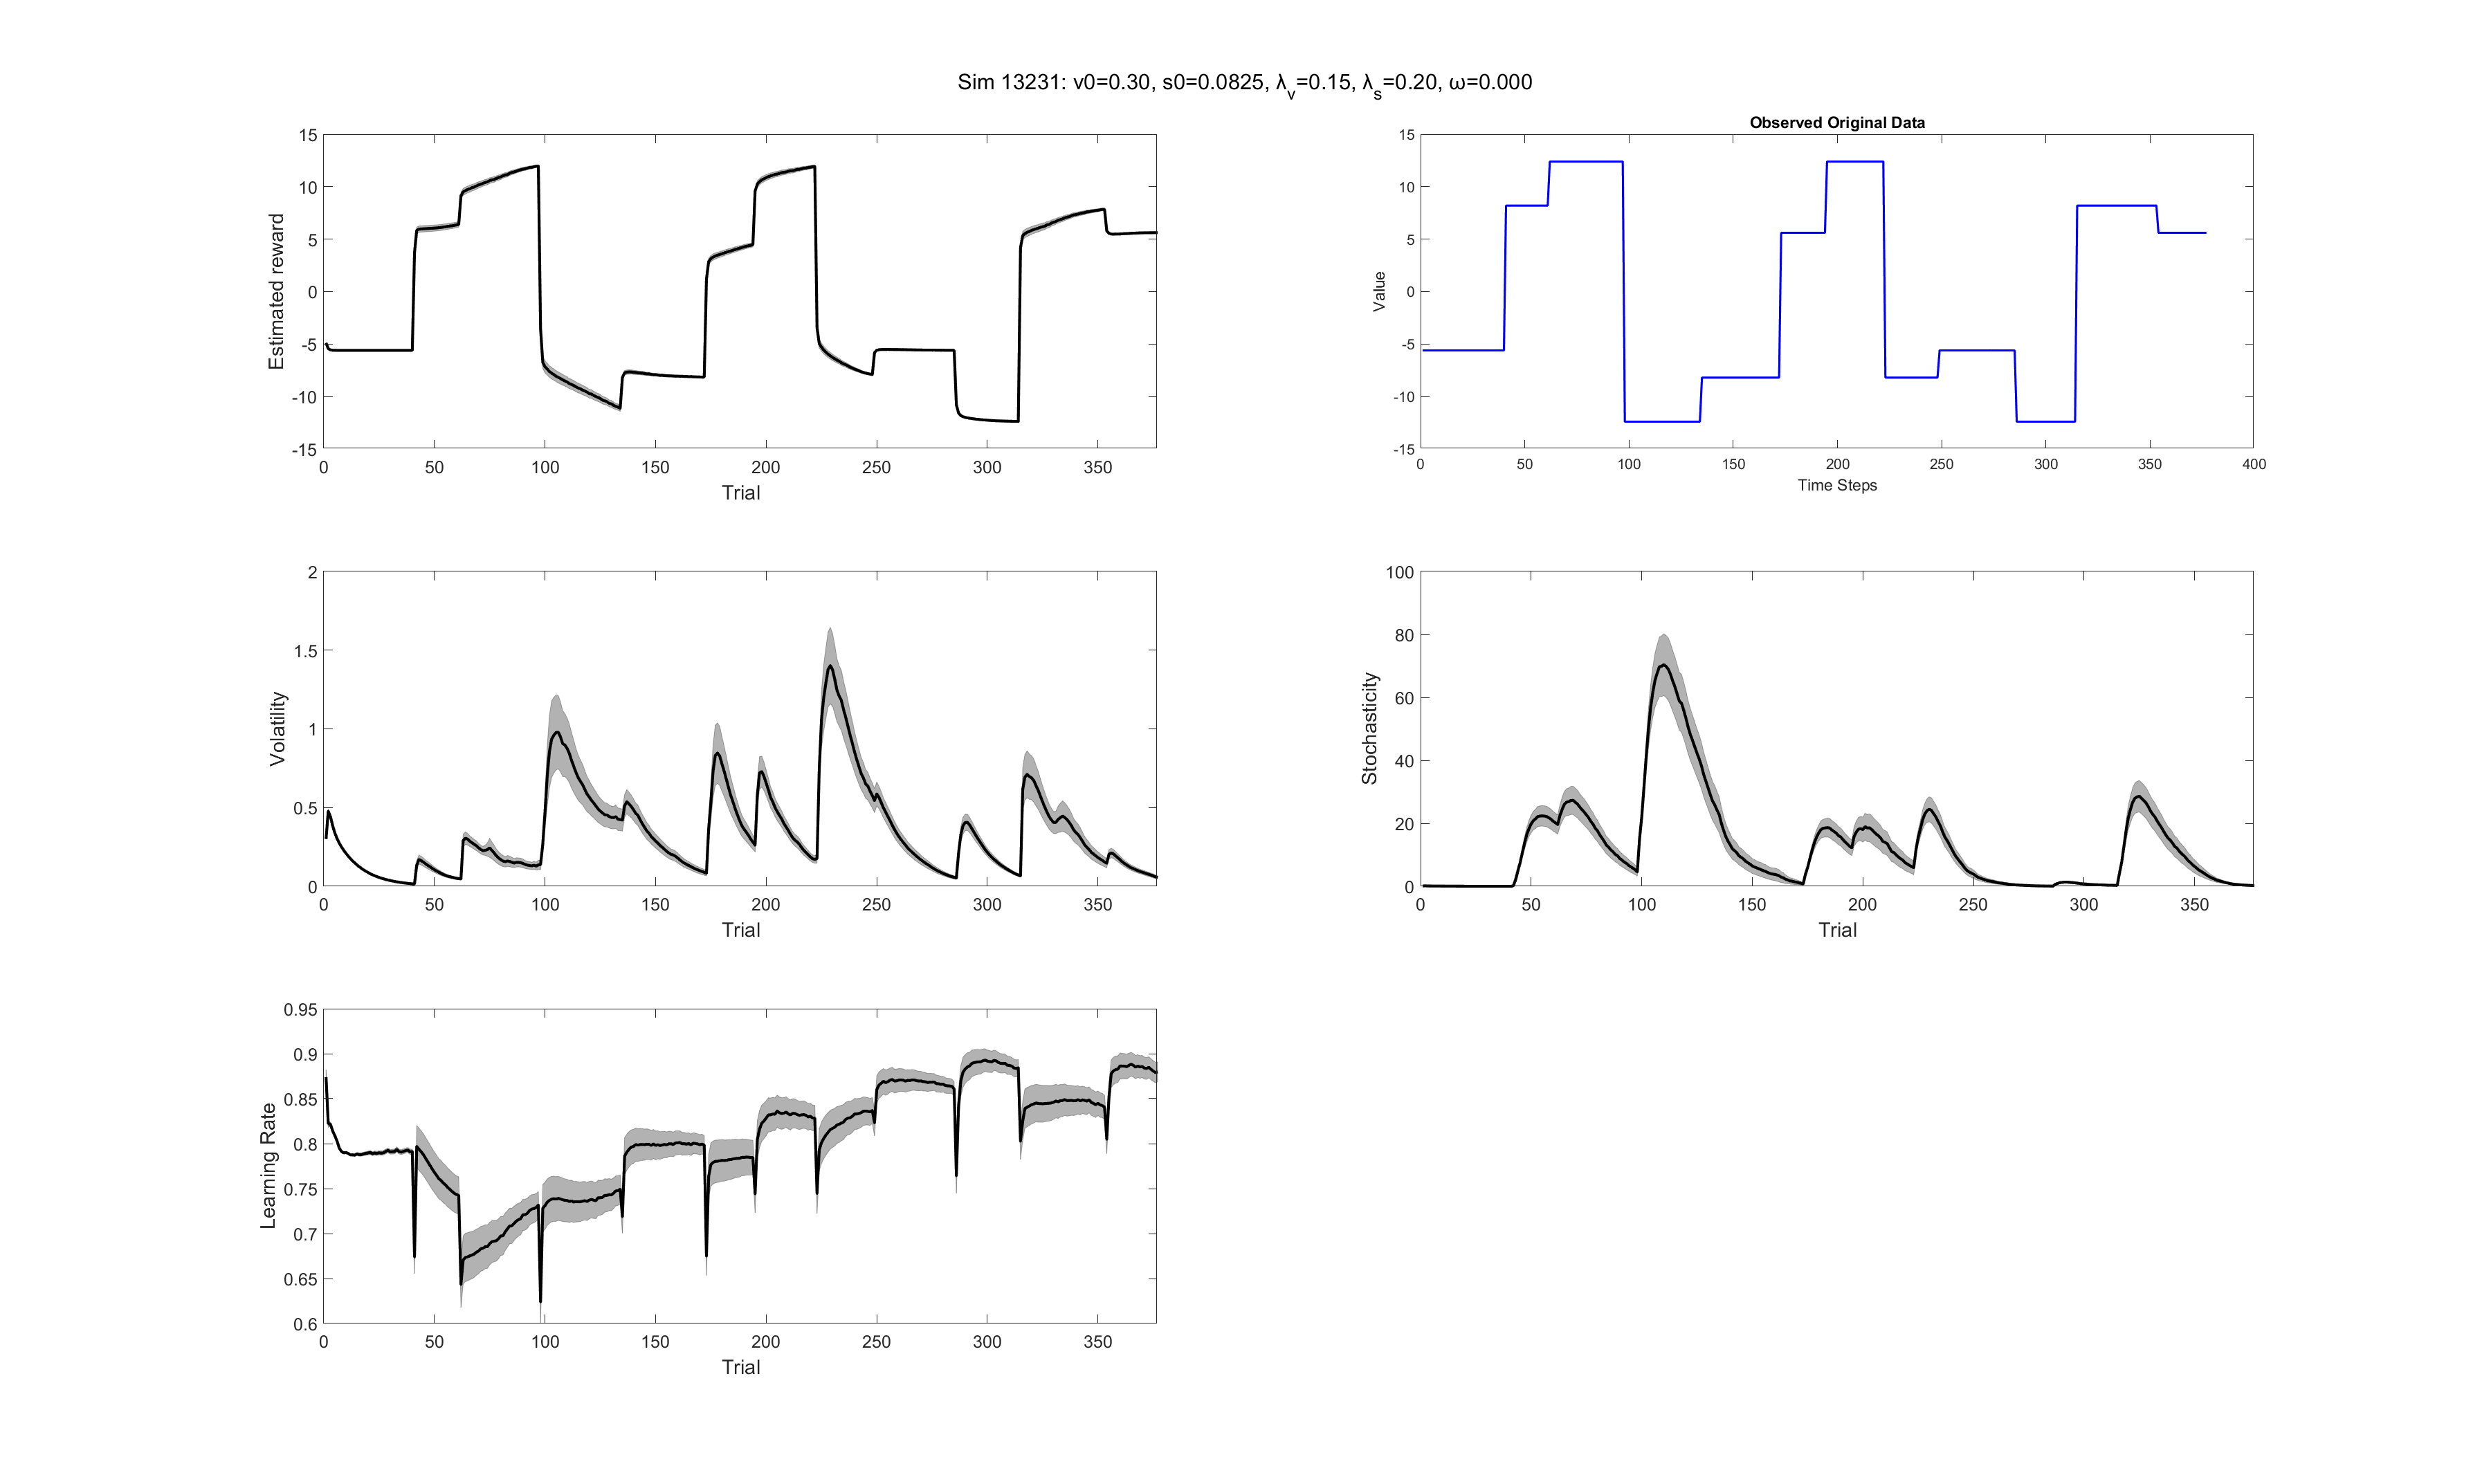 Sim 13231: v0=0.30, s0=0.0825, λv=0.15, λs=0.20, ω=0.000
15
10
5
0
-5
-10
-15
Estimated reward
0 50 100 150 200 250 300 350
Trial
Observed Original Data
15
10
5
0
-5
-10
-15
Value
0 50 100 150 200 250 300 350 400
Time Steps
2
1.5
1
0.5
0
Volatility
0 50 100 150 200 250 300 350
Trial
100
80
60
40
20
0
Stochasticity
0 50 100 150 200 250 300 350
Trial
0.95
0.9
0.85
0.8
0.75
0.7
0.65
0.6
Learning Rate
0 50 100 150 200 250 300 350
Trial